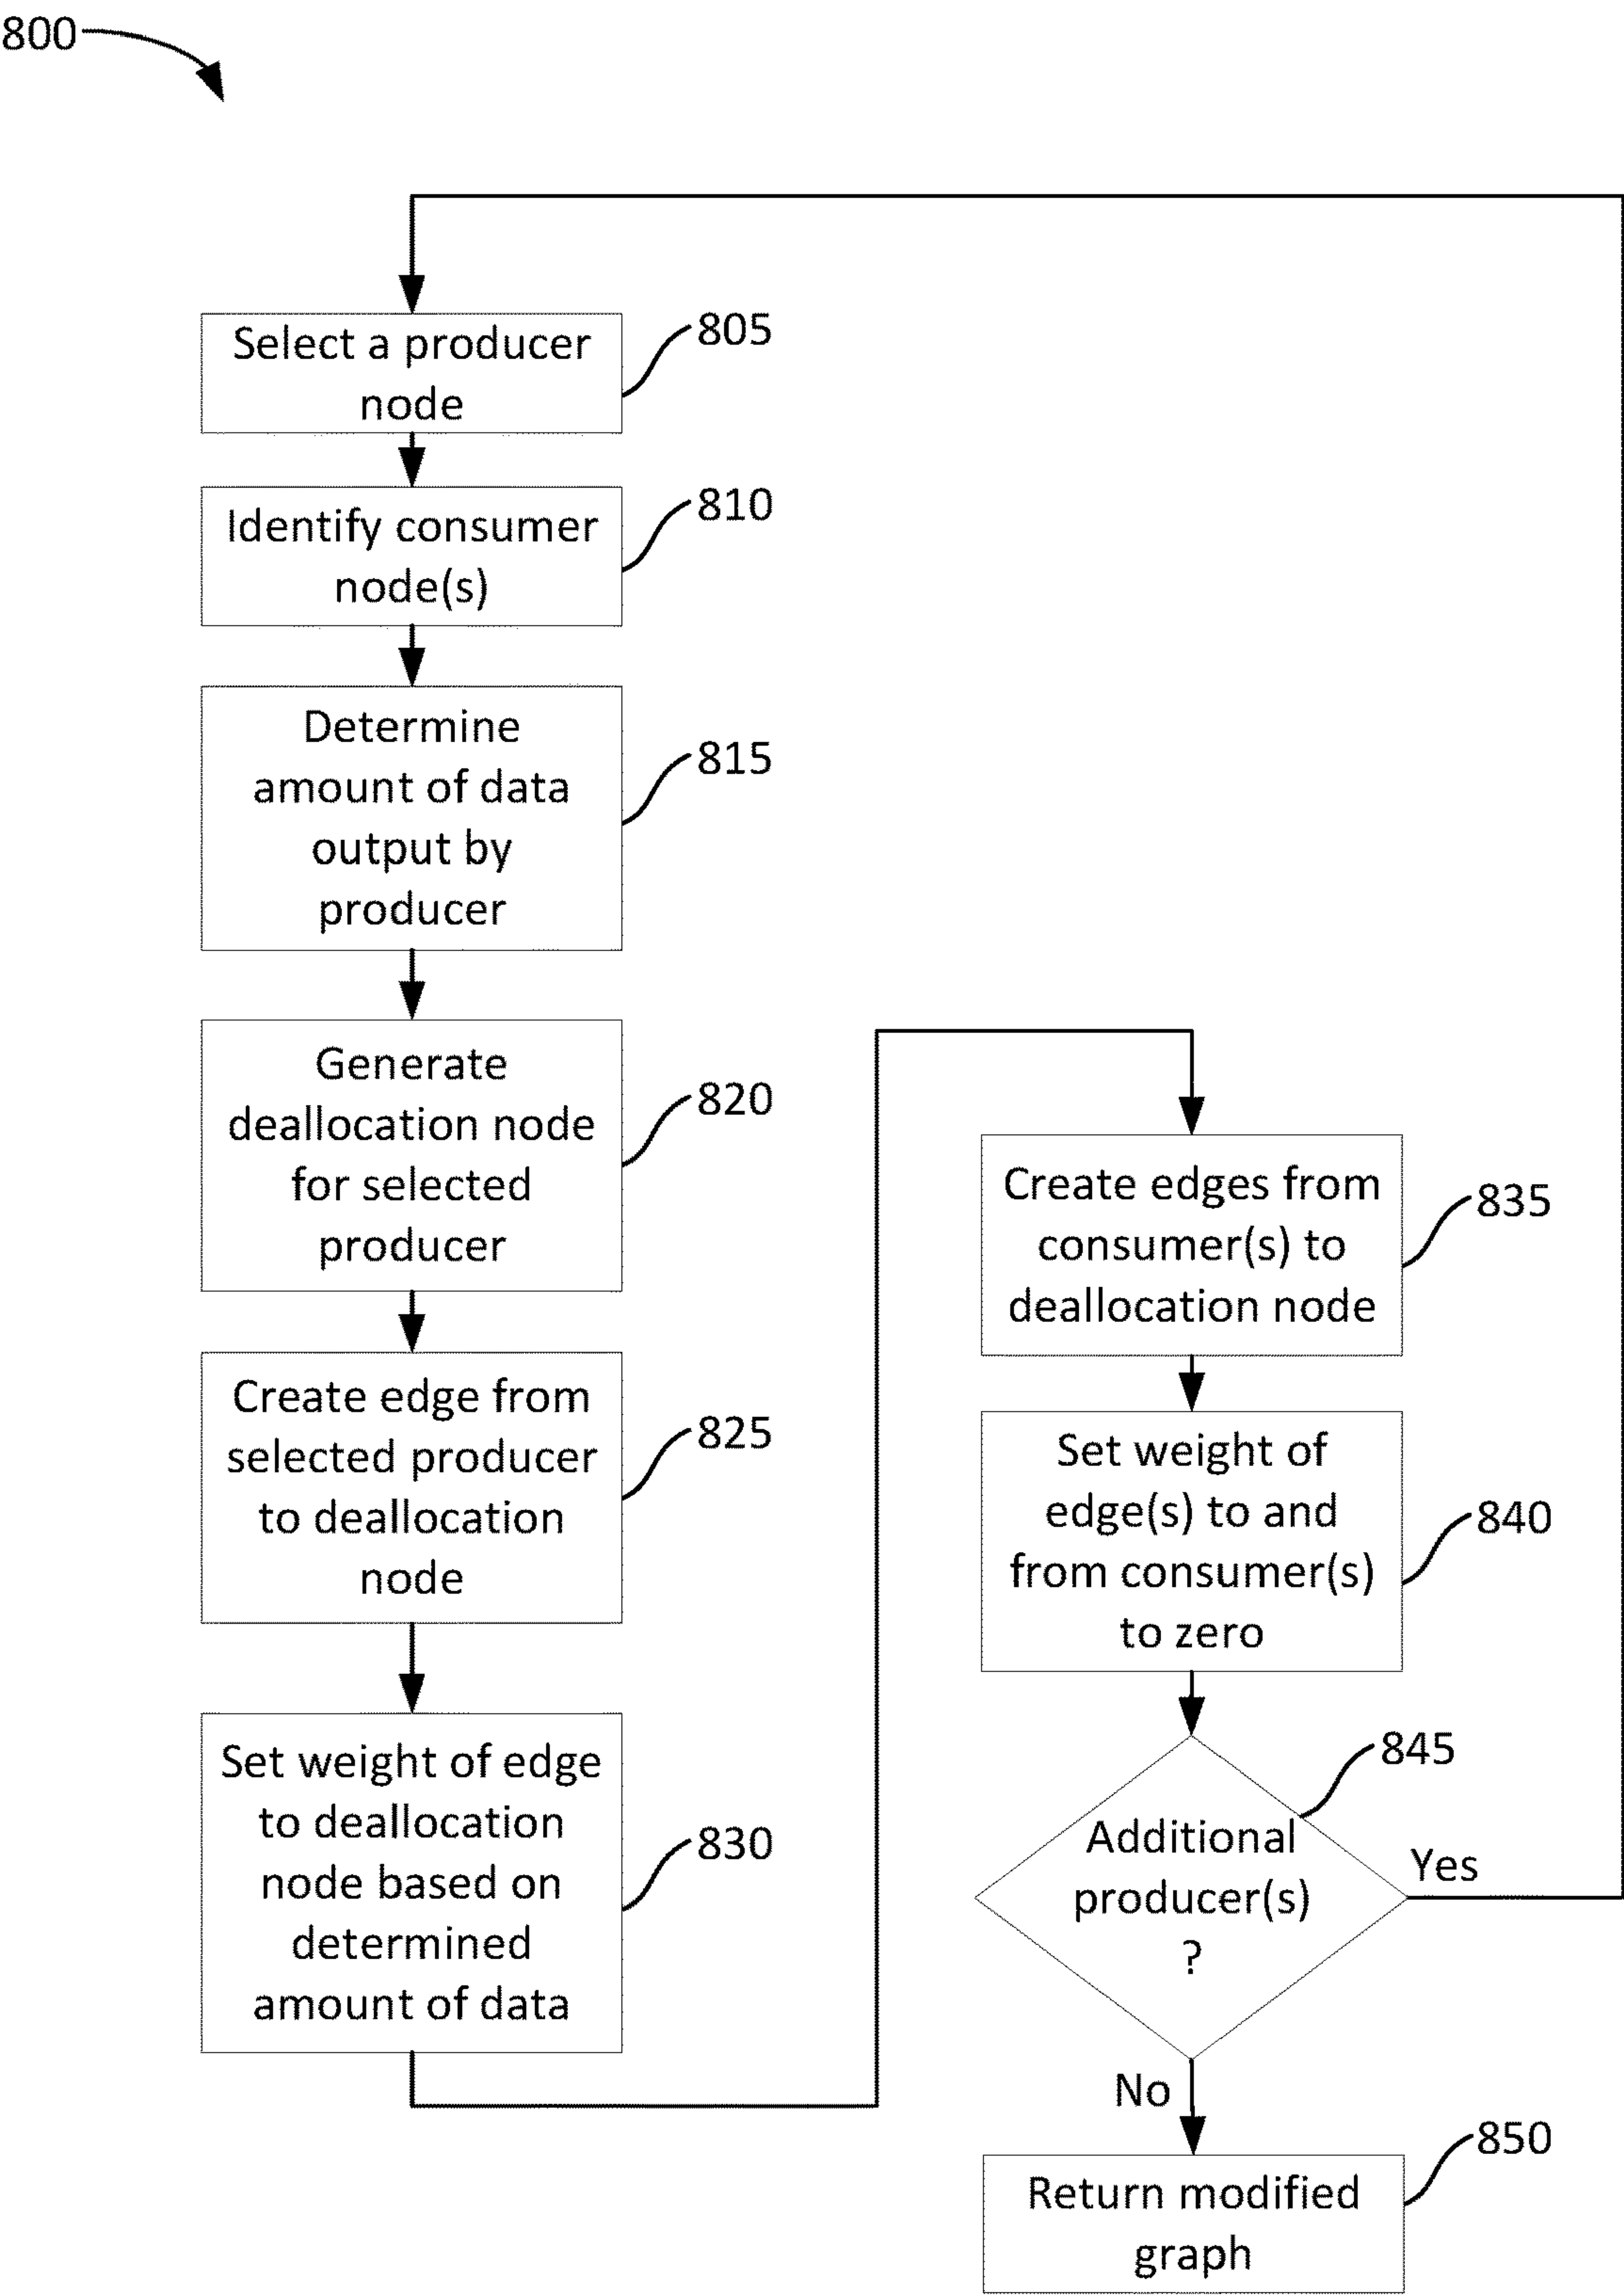 800
Select a producer
node
805
Identify consumer
node(s)
810
Determine
amount of data
output by
producer
815
Generate
deallocation node
for selected
producer
820
Create edge from
selected producer
to deallocation
node
825
Set weight of edge
to deallocation
node based on
determined
amount of data
830
Create edges from
consumer(s) to
deallocation node
835
Set weight of
edge(s) to and
from consumer(s)
to zero
840
Additional
producer(s)
?
845
Yes
No
Return modified
graph
850